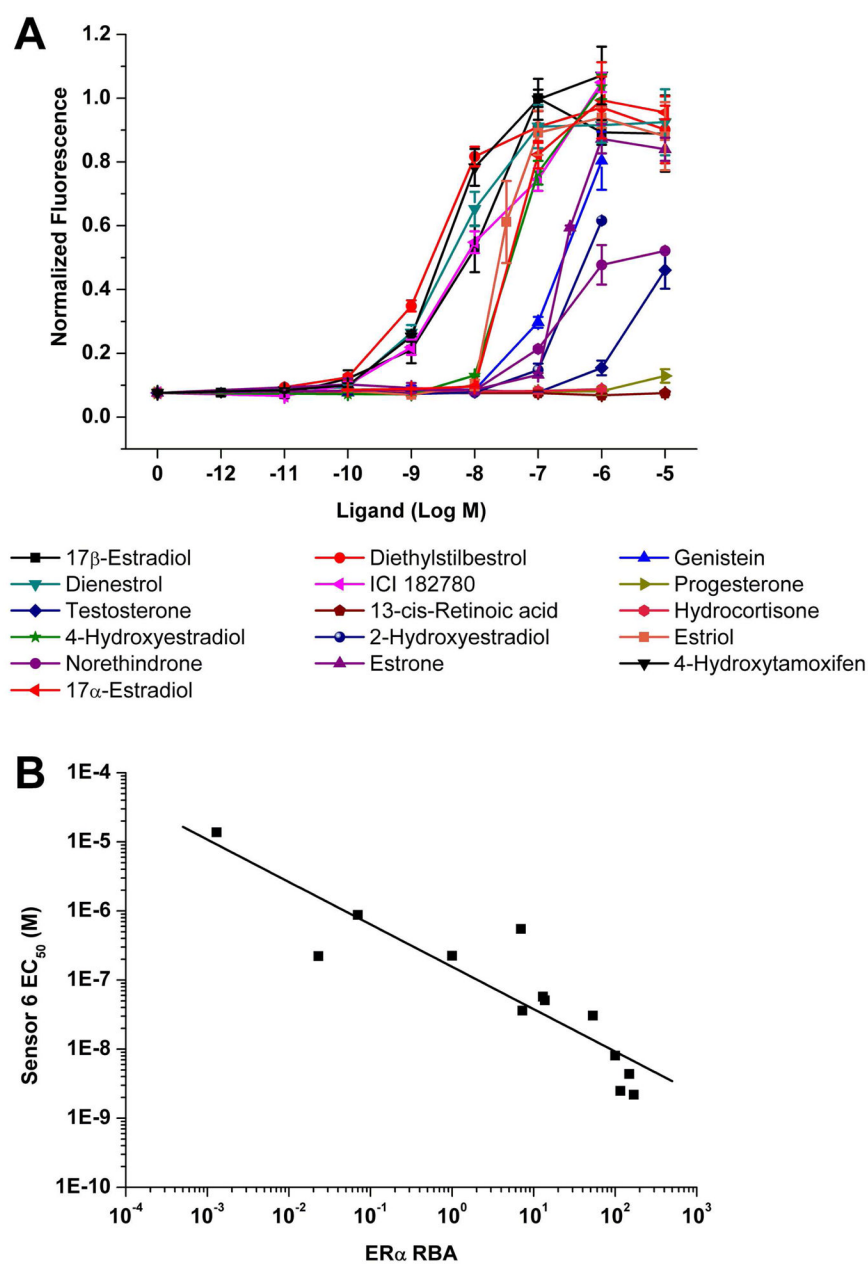 A
1.2
1.0
0.8
0.6
0.4
0.2
0.0
Normalized Fluorescence
0 -12 -11 -10 -9 -8 -7 -6 -5
Ligand (Log M)
17β-Estradiol Diethylstilbestrol Genistein
Dienestrol ICI 182780 Progesterone
Testosterone 13-cis-Retinoic acid Hydrocortisone
4-Hydroxyestradiol 2-Hydroxyestradiol Estriol
Norethindrone Estrone 4-Hydroxytamoxifen
17α-Estradiol
B
1E-4
1E-5
1E-6
1E-7
1E-8
1E-9
1E-10
Sensor 6 EC₅₀ (M)
10⁻⁴ 10⁻³ 10⁻² 10⁻¹ 10⁰ 10¹ 10² 10³
ERα RBA